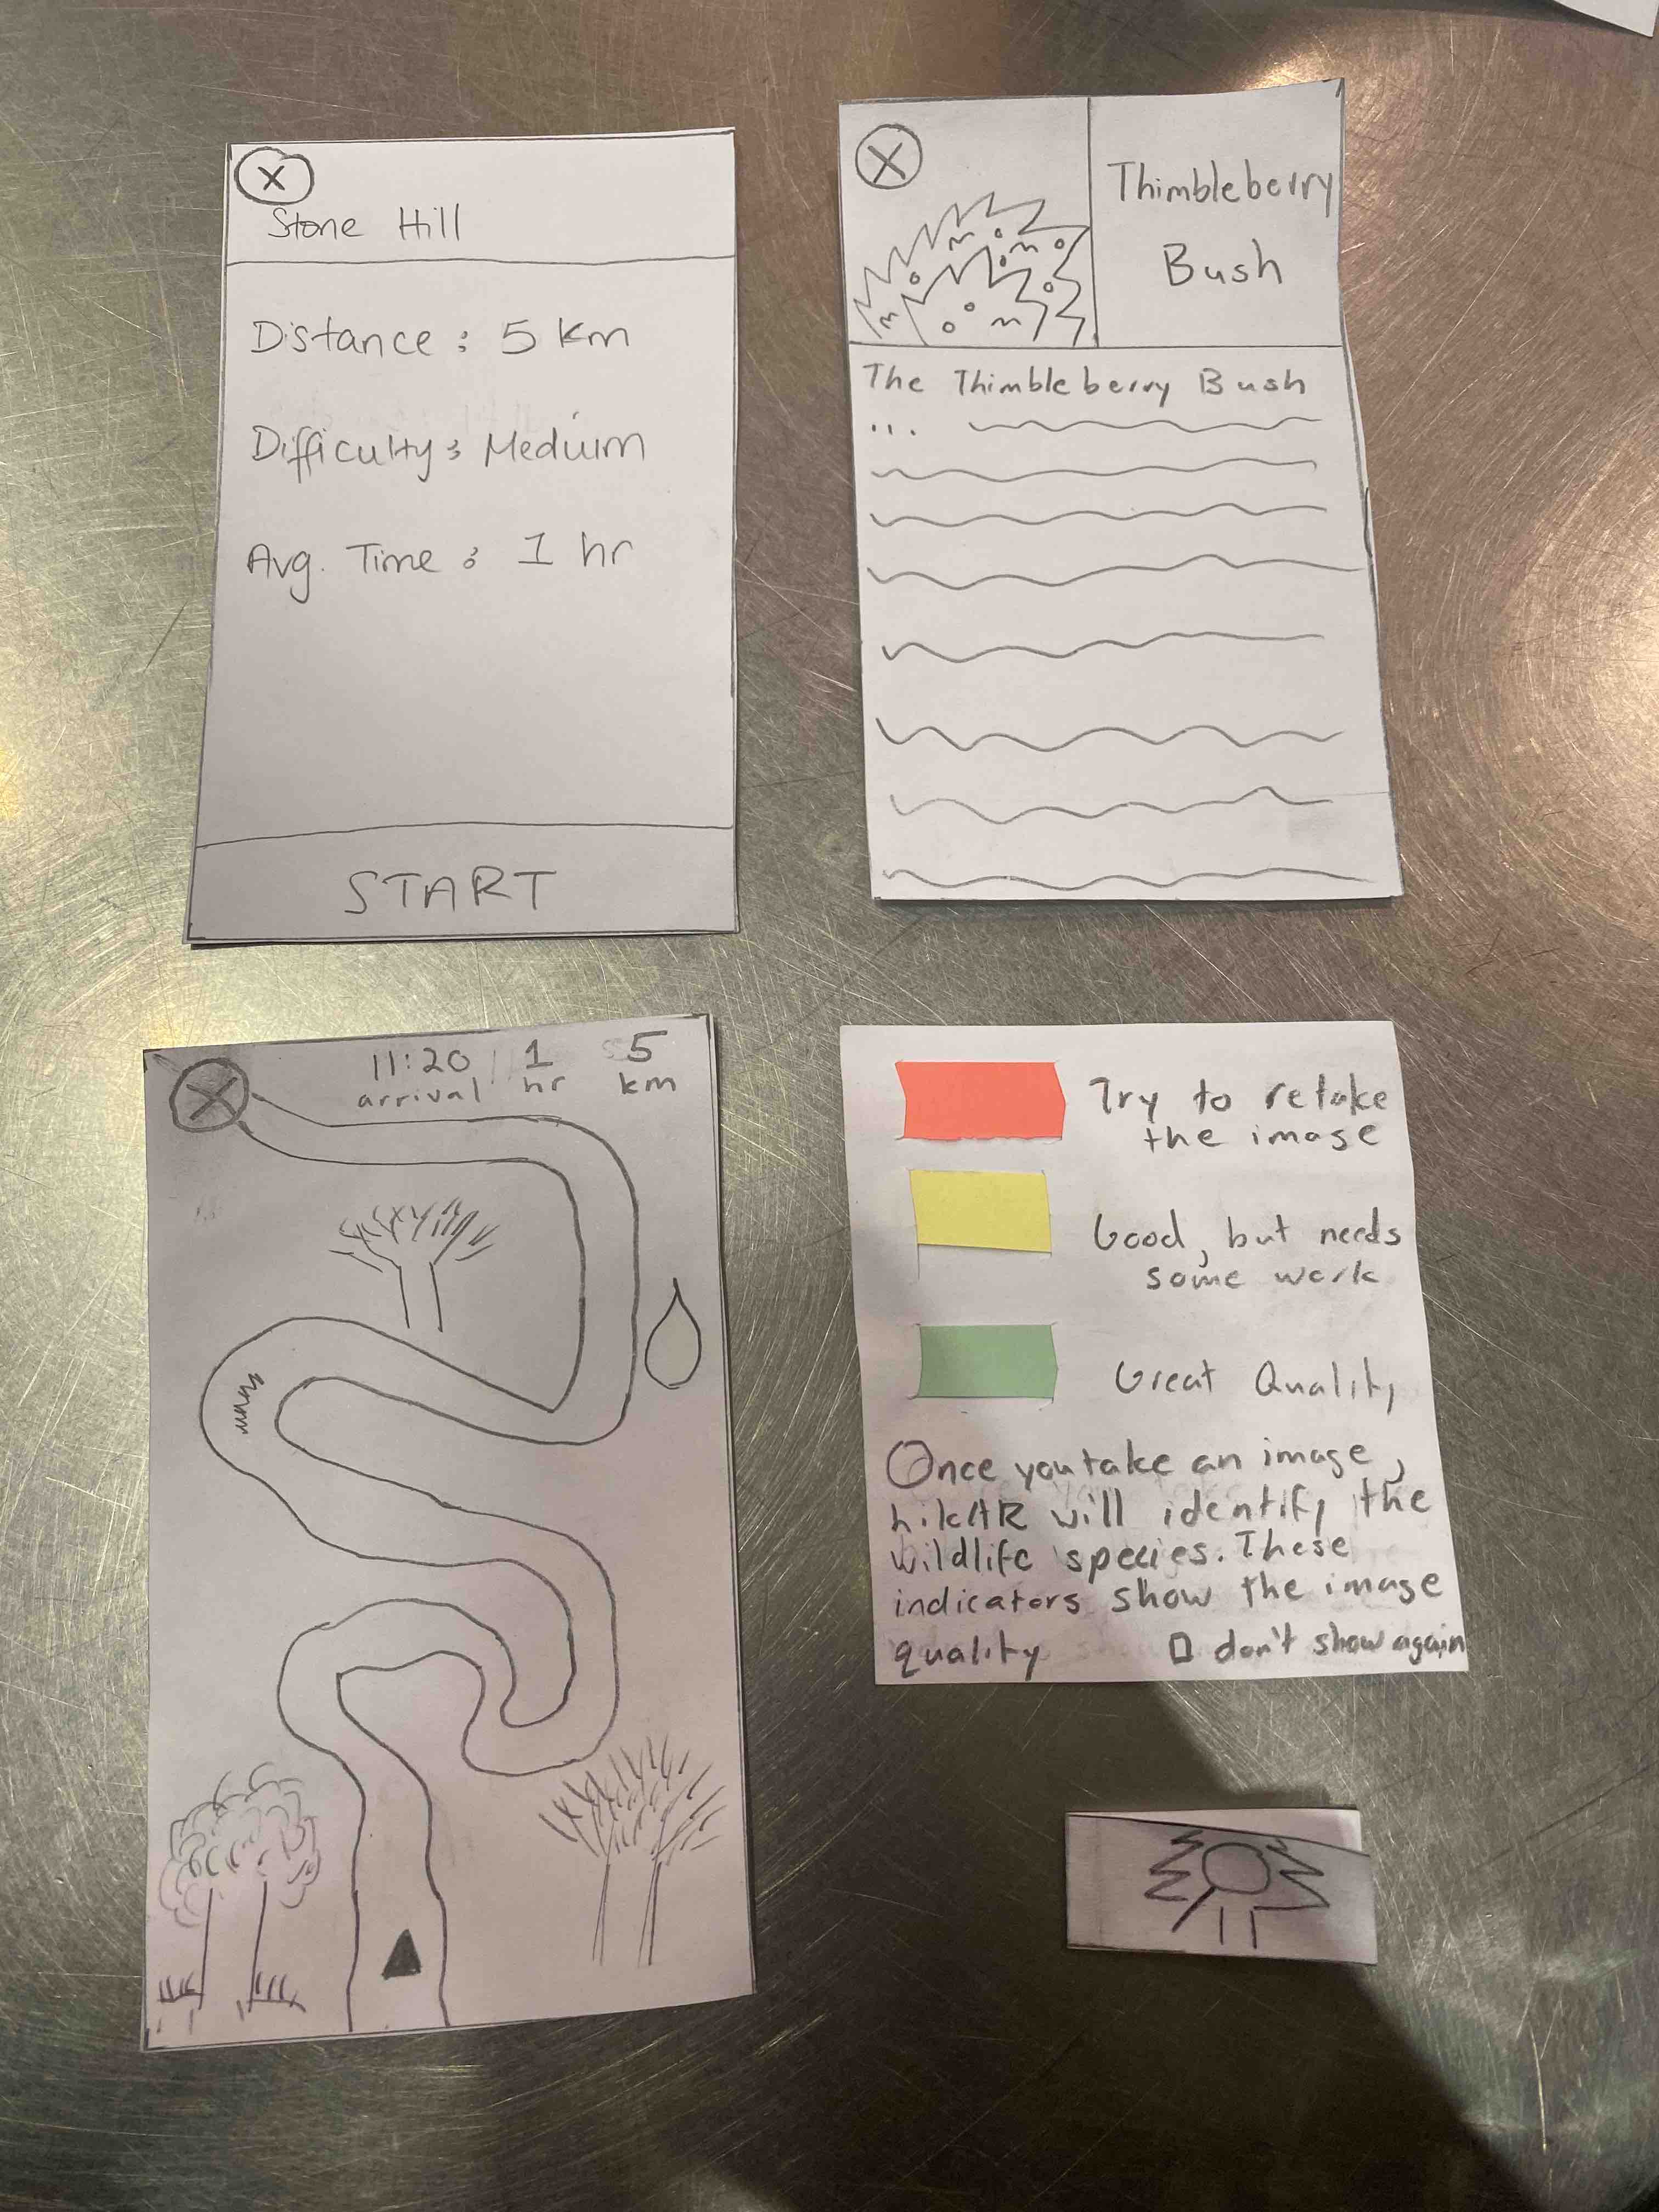 X
Stone Hill
Distance : 5 km
Difficulty : Meduim
Avg. Time : 1 hr
START
X
Thimbleberry
Bush
The Thimbleberry Bush
...
X
11:20 1 5
arrival hr km
Try to retake
the image
Good, but needs
some work
Great Quality
Once you take an image,
hikAR will identify the
wildlife species. These
indicators show the image
quality
don't show again